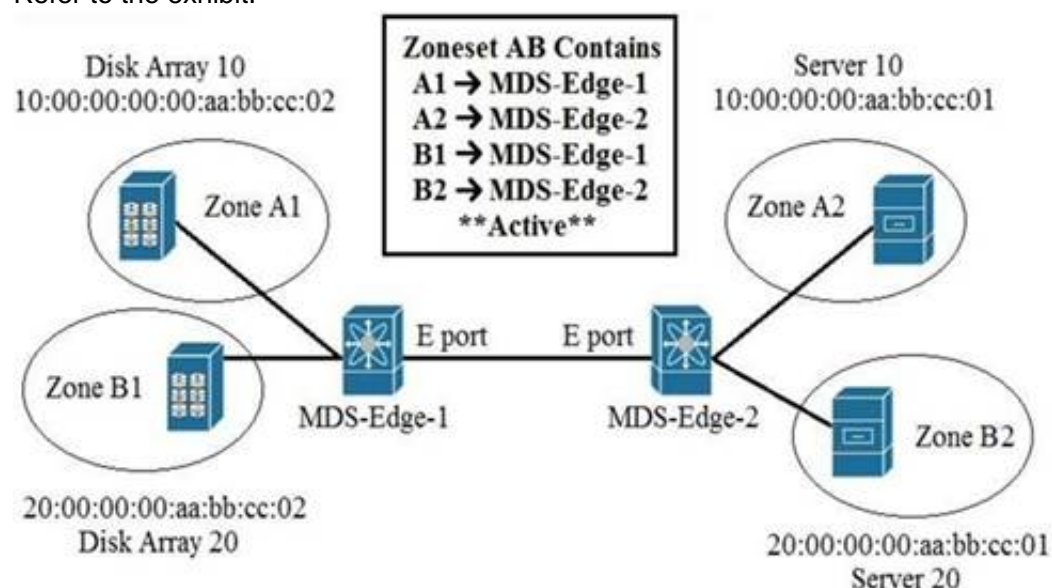 Refer to the exhibit.
Zoneset AB Contains
A1 → MDS-Edge-1
A2 → MDS-Edge-2
B1 → MDS-Edge-1
B2 → MDS-Edge-2
**Active**
Disk Array 10
10:00:00:00:00:aa:bb:cc:02
Server 10
10:00:00:00:00:aa:bb:cc:01
Zone A1
Zone A2
E port
E port
Zone B1
MDS-Edge-1
MDS-Edge-2
Zone B2
20:00:00:00:aa:bb:cc:02
Disk Array 20
20:00:00:00:aa:bb:cc:01
Server 20